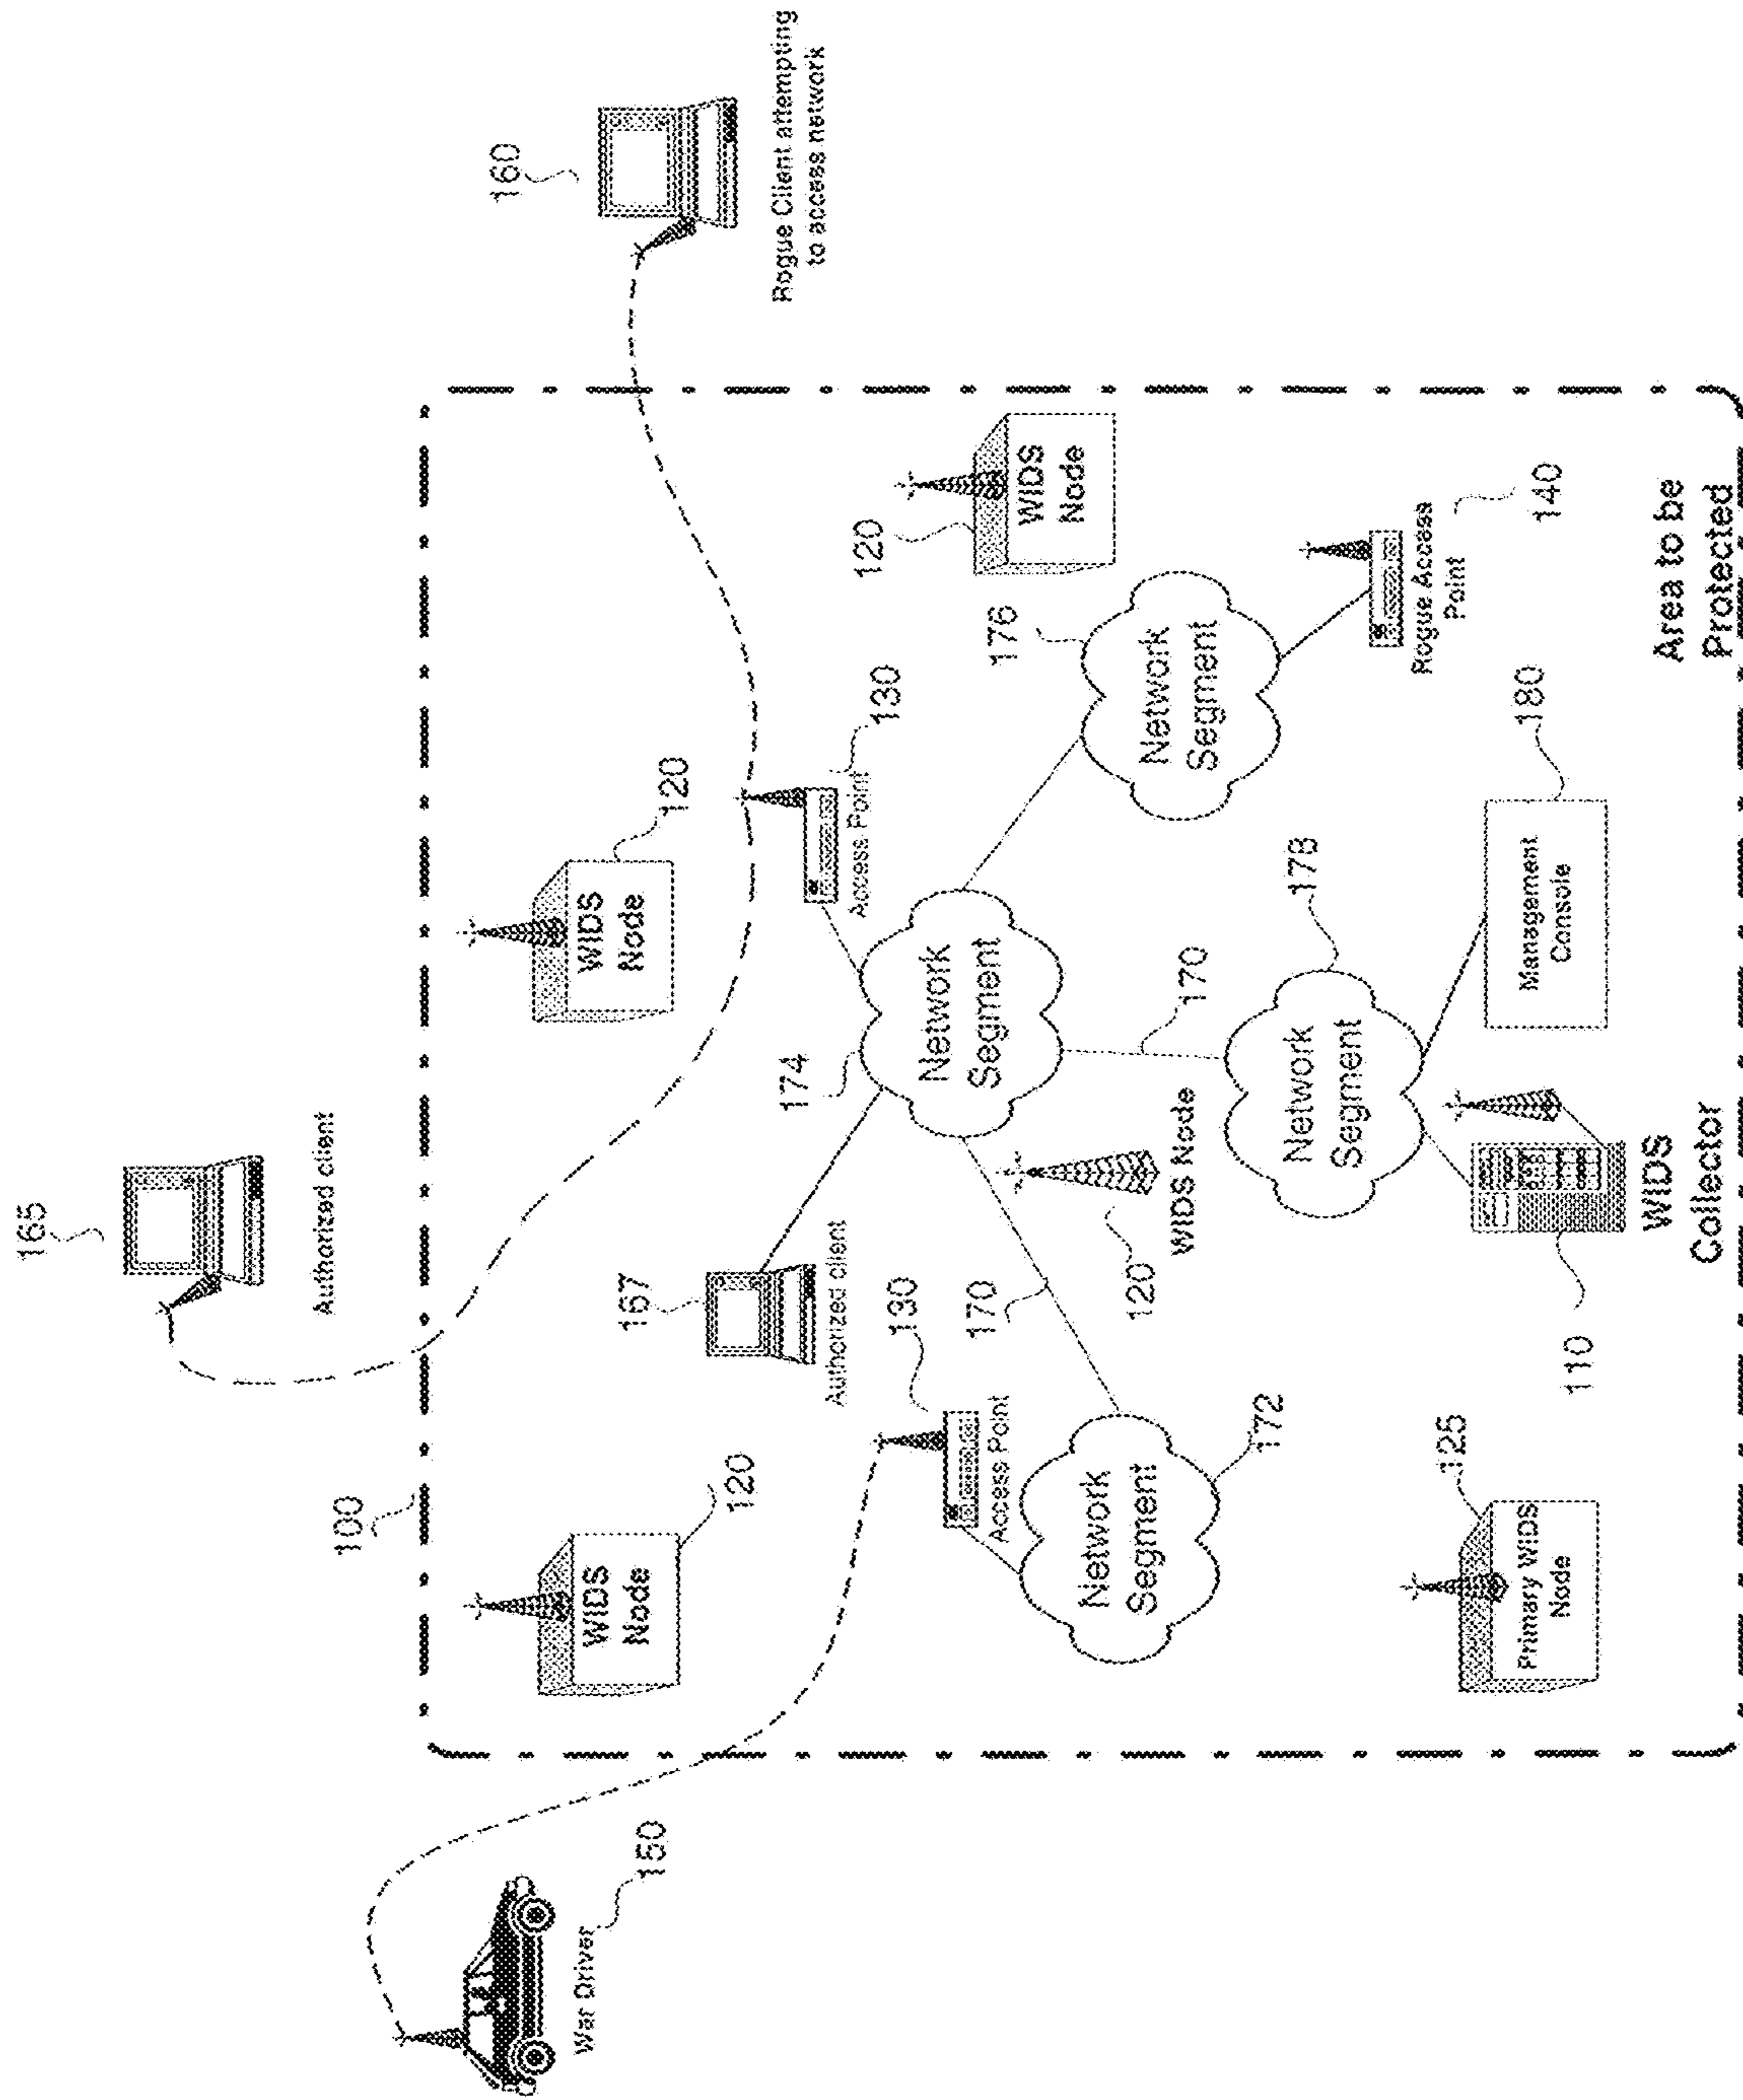 165
Authorized client
160
Rogue Client attempting
to access network
100
150
War Driver
WIDS
Node
120
WIDS
Node
120
167
Authorized client
130
Access Point
174
Network
Segment
130
Access Point
120
WIDS
Node
176
Network
Segment
170
120
WIDS Node
170
172
Network
Segment
178
Network
Segment
Rogue Access
Point
140
125
Primary WIDS
Node
110
WIDS
Collector
180
Management
Console
Area to be
Protected